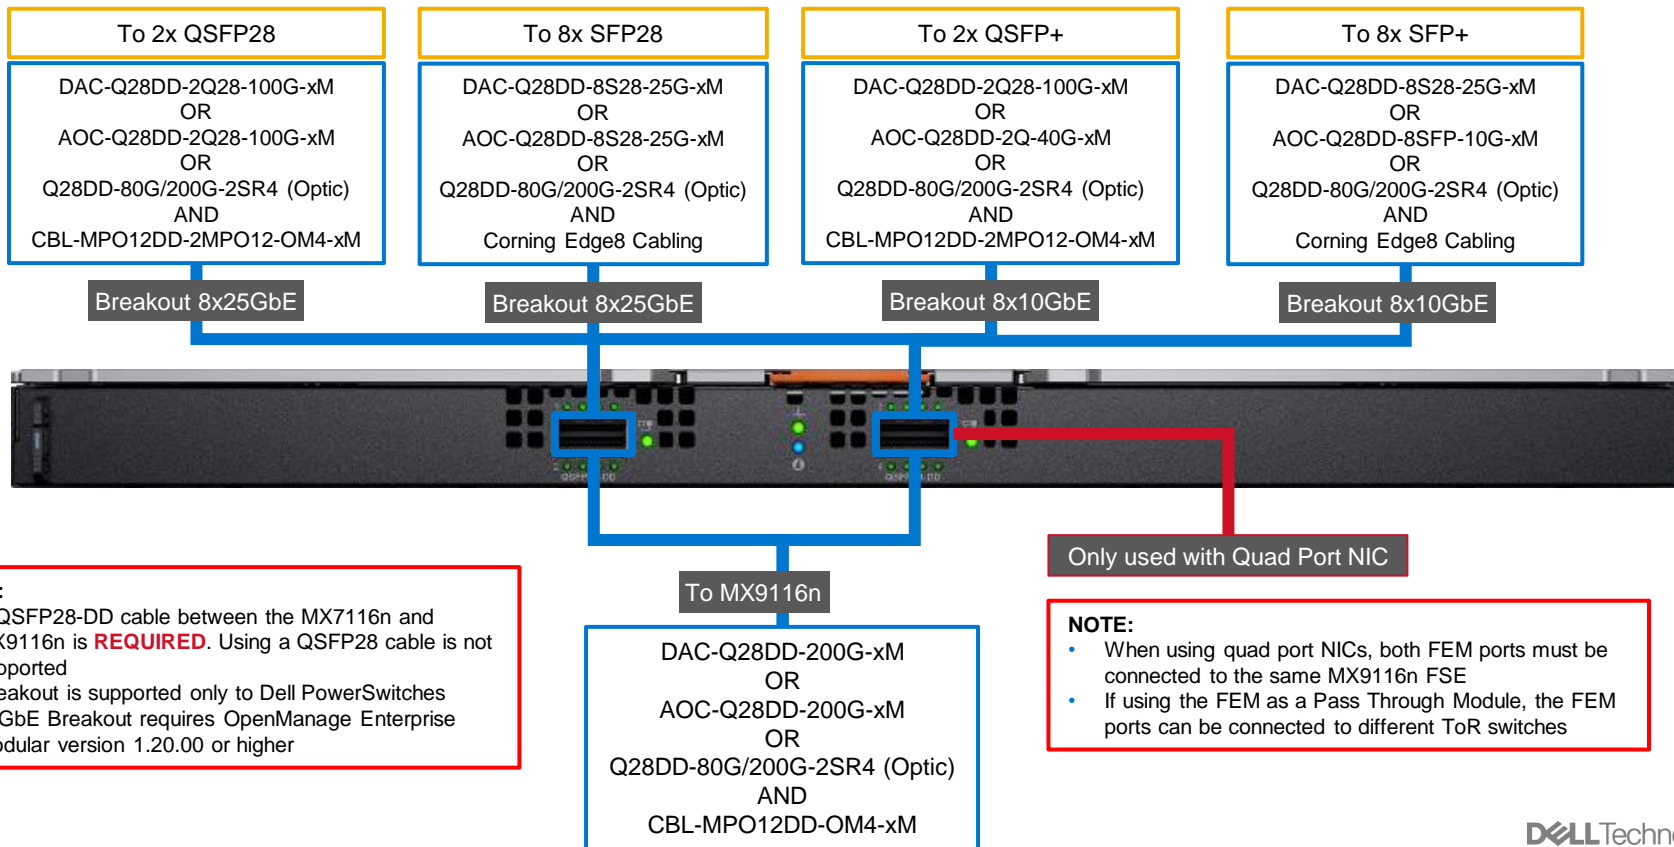 To 2x QSFP28
DAC-Q28DD-2Q28-100G-xM
OR
AOC-Q28DD-2Q28-100G-xM
OR
Q28DD-80G/200G-2SR4 (Optic)
AND
CBL-MPO12DD-2MPO12-OM4-xM
Breakout 8x25GbE
To 8x SFP28
DAC-Q28DD-8S28-25G-xM
OR
AOC-Q28DD-8S28-25G-xM
OR
Q28DD-80G/200G-2SR4 (Optic)
AND
Corning Edge8 Cabling
Breakout 8x25GbE
To 2x QSFP+
DAC-Q28DD-2Q28-100G-xM
OR
AOC-Q28DD-2Q-40G-xM
OR
Q28DD-80G/200G-2SR4 (Optic)
AND
CBL-MPO12DD-2MPO12-OM4-xM
Breakout 8x10GbE
To 8x SFP+
DAC-Q28DD-8S28-25G-xM
OR
AOC-Q28DD-8SFP-10G-xM
OR
Q28DD-80G/200G-2SR4 (Optic)
AND
Corning Edge8 Cabling
Breakout 8x10GbE
:
QSFP28-DD cable between the MX7116n and
X9116n is REQUIRED. Using a QSFP28 cable is not
pported
eakout is supported only to Dell PowerSwitches
GbE Breakout requires OpenManage Enterprise
odular version 1.20.00 or higher
To MX9116n
DAC-Q28DD-200G-xM
OR
AOC-Q28DD-200G-xM
OR
Q28DD-80G/200G-2SR4 (Optic)
AND
CBL-MPO12DD-OM4-xM
Only used with Quad Port NIC
NOTE:
• When using quad port NICs, both FEM ports must be
connected to the same MX9116n FSE
• If using the FEM as a Pass Through Module, the FEM
ports can be connected to different ToR switches
DELLTechno